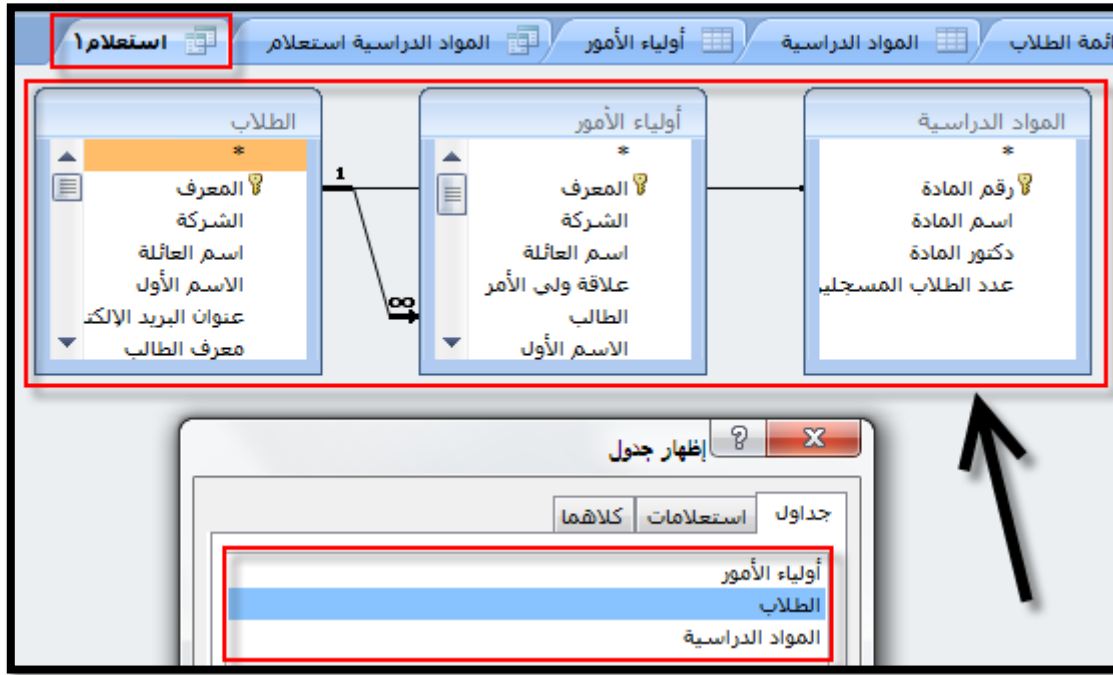 ائمة الطلاب
المواد الدراسية
أولياء الأمور
المواد الدراسية استعلام
استعلام١
المواد الدراسية
*
رقم المادة
اسم المادة
دكتور المادة
عدد الطلاب المسجلين
أولياء الأمور
*
المعرف
الشركة
اسم العائلة
علاقة ولي الأمر
الطالب
الاسم الأول
∞
1
الطلاب
*
المعرف
الشركة
اسم العائلة
الاسم الأول
عنوان البريد الإلكتر
معرف الطالب
إظهار جدول
جداول
استعلامات
كلاهما
أولياء الأمور
الطلاب
المواد الدراسية